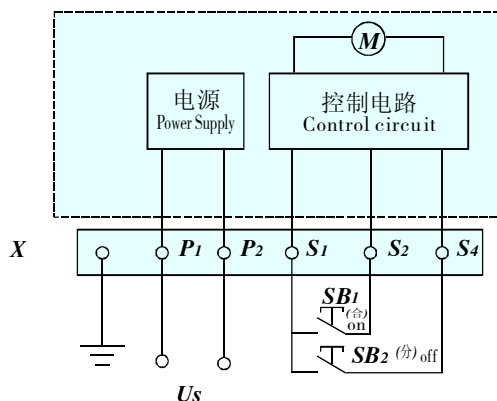 M
电源
Power Supply
控制电路
Control circuit
X
P1
P2
S1
S2
S4
SB1
(合)
on
SB2 (分) off
Us